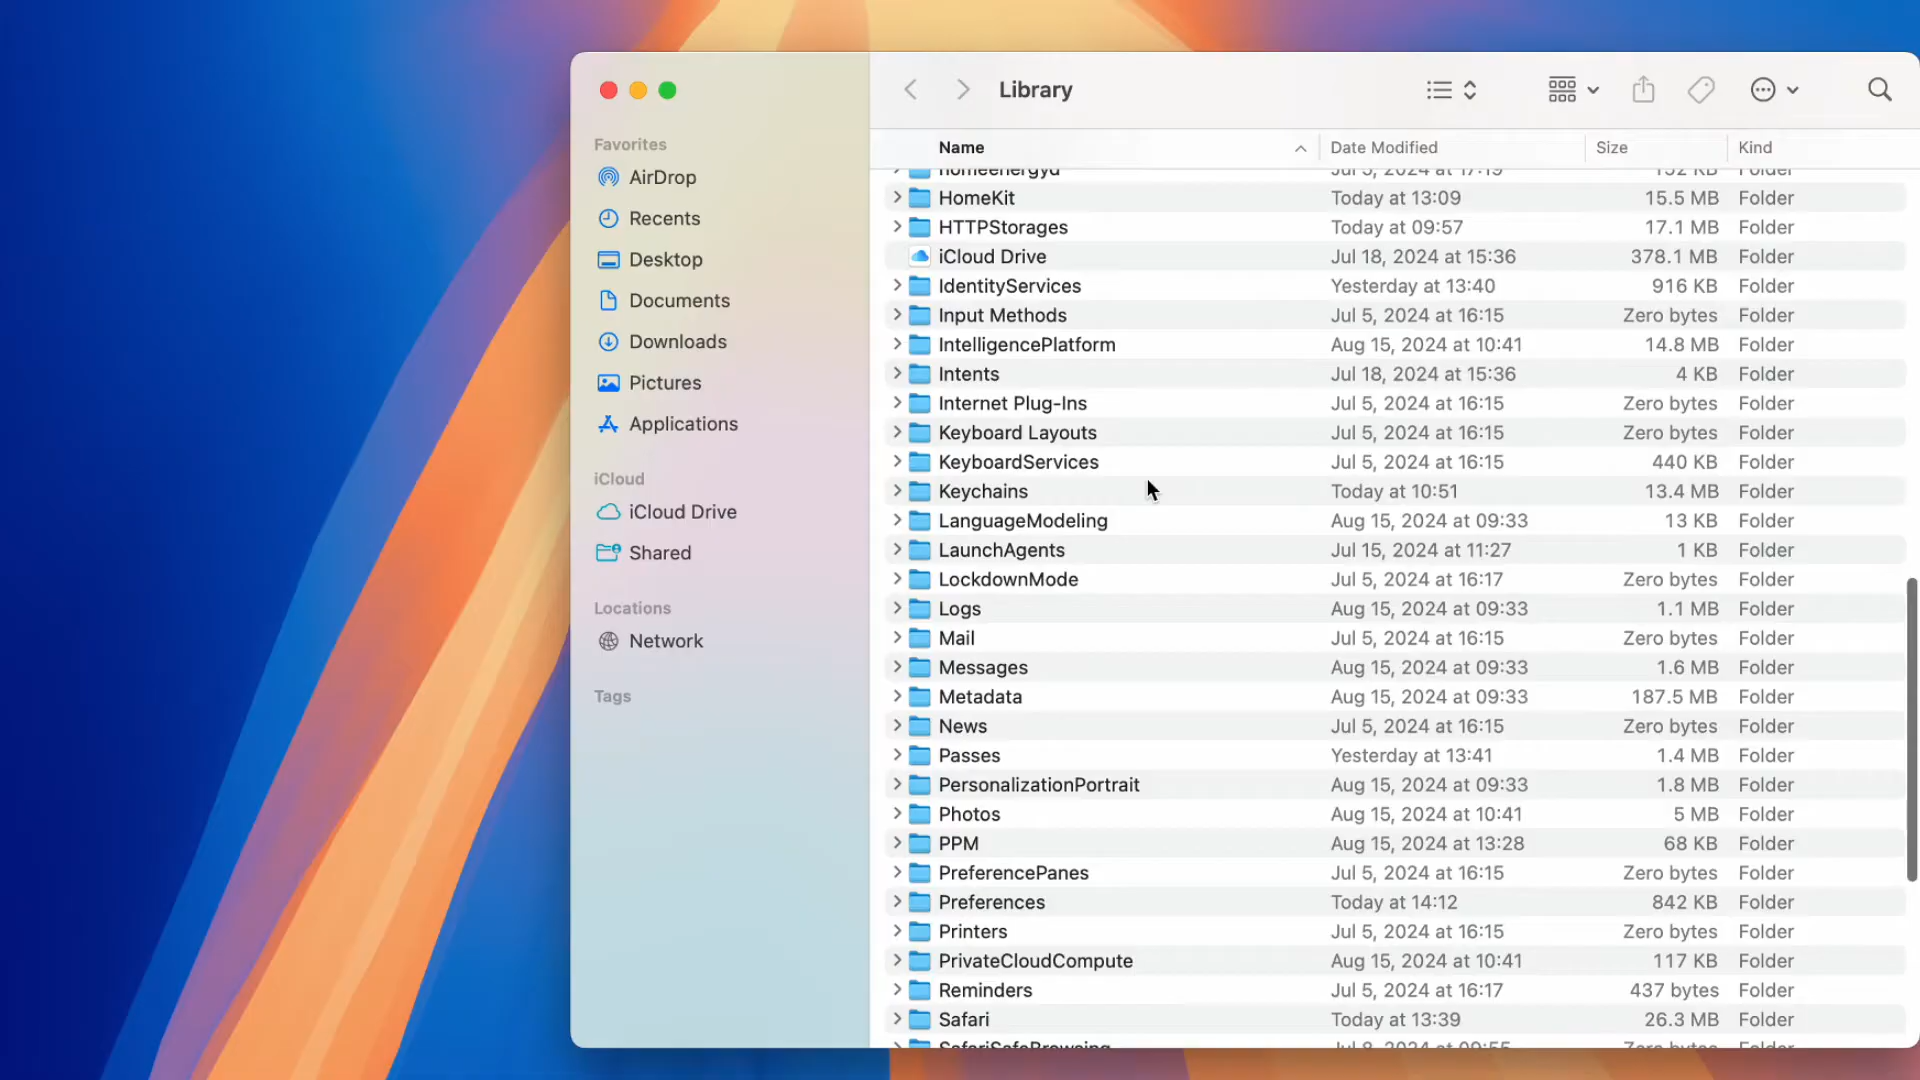 Library
Favorites
AirDrop
Recents
Desktop
Documents
Downloads
Pictures
Applications
iCloud
iCloud Drive
Shared
Locations
Network
Tags
Name Date Modified Size Kind
homeenergyd Jul 5, 2024 at 17:19 152 KB Folder
HomeKit Today at 13:09 15.5 MB Folder
HTTPStorages Today at 09:57 17.1 MB Folder
iCloud Drive Jul 18, 2024 at 15:36 378.1 MB Folder
IdentityServices Yesterday at 13:40 916 KB Folder
Input Methods Jul 5, 2024 at 16:15 Zero bytes Folder
IntelligencePlatform Aug 15, 2024 at 10:41 14.8 MB Folder
Intents Jul 18, 2024 at 15:36 4 KB Folder
Internet Plug-Ins Jul 5, 2024 at 16:15 Zero bytes Folder
Keyboard Layouts Jul 5, 2024 at 16:15 Zero bytes Folder
KeyboardServices Jul 5, 2024 at 16:15 440 KB Folder
Keychains Today at 10:51 13.4 MB Folder
LanguageModeling Aug 15, 2024 at 09:33 13 KB Folder
LaunchAgents Jul 15, 2024 at 11:27 1 KB Folder
LockdownMode Jul 5, 2024 at 16:17 Zero bytes Folder
Logs Aug 15, 2024 at 09:33 1.1 MB Folder
Mail Jul 5, 2024 at 16:15 Zero bytes Folder
Messages Aug 15, 2024 at 09:33 1.6 MB Folder
Metadata Aug 15, 2024 at 09:33 187.5 MB Folder
News Jul 5, 2024 at 16:15 Zero bytes Folder
Passes Yesterday at 13:41 1.4 MB Folder
PersonalizationPortrait Aug 15, 2024 at 09:33 1.8 MB Folder
Photos Aug 15, 2024 at 10:41 5 MB Folder
PPM Aug 15, 2024 at 13:28 68 KB Folder
PreferencePanes Jul 5, 2024 at 16:15 Zero bytes Folder
Preferences Today at 14:12 842 KB Folder
Printers Jul 5, 2024 at 16:15 Zero bytes Folder
PrivateCloudCompute Aug 15, 2024 at 10:41 117 KB Folder
Reminders Jul 5, 2024 at 16:17 437 bytes Folder
Safari Today at 13:39 26.3 MB Folder
SafariSafeBrowsing Jul 8, 2024 at 09:55 Zero bytes Folder